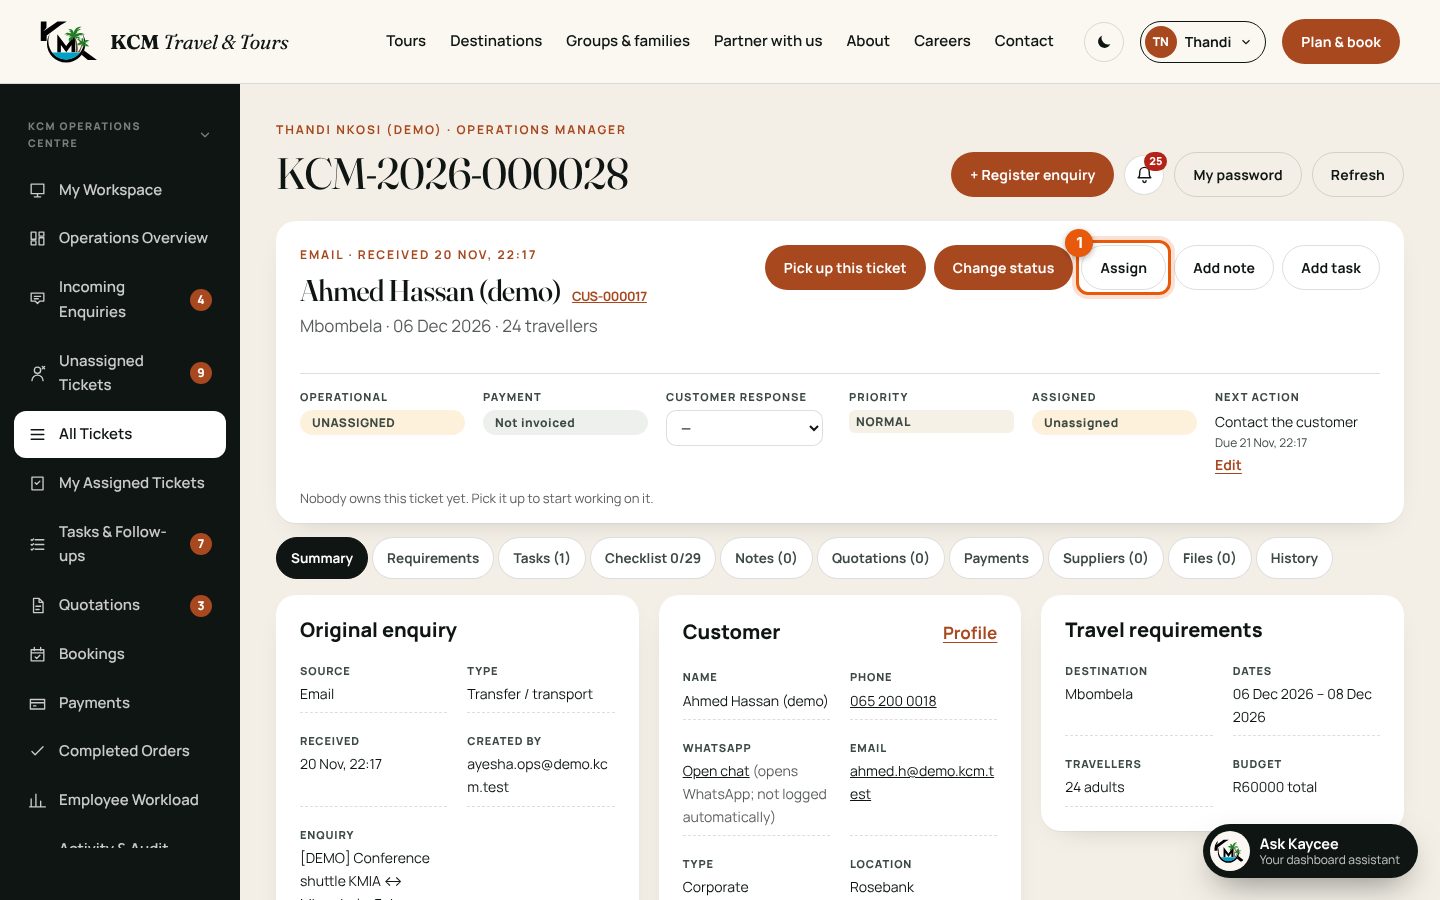 KCM Travel & Tours
Tours
Destinations
Groups & families
Partner with us
About
Careers
Contact
TN
Thandi
Plan & book
KCM OPERATIONS
CENTRE
My Workspace
Operations Overview
Incoming
Enquiries
4
Unassigned
Tickets
9
All Tickets
My Assigned Tickets
Tasks & Follow-
ups
7
Quotations
3
Bookings
Payments
Completed Orders
Employee Workload
Activity & Audit
THANDI NKOSI (DEMO) · OPERATIONS MANAGER
KCM-2026-000028
+ Register enquiry
25
My password
Refresh
EMAIL · RECEIVED 20 NOV, 22:17
Ahmed Hassan (demo) CUS-000017
Mbombela · 06 Dec 2026 · 24 travellers
Pick up this ticket
Change status
1
Assign
Add note
Add task
OPERATIONAL
UNASSIGNED
PAYMENT
Not invoiced
CUSTOMER RESPONSE
—
PRIORITY
NORMAL
ASSIGNED
Unassigned
NEXT ACTION
Contact the customer
Due 21 Nov, 22:17
Edit
Nobody owns this ticket yet. Pick it up to start working on it.
Summary
Requirements
Tasks (1)
Checklist 0/29
Notes (0)
Quotations (0)
Payments
Suppliers (0)
Files (0)
History
Original enquiry
SOURCE
Email
TYPE
Transfer / transport
RECEIVED
20 Nov, 22:17
CREATED BY
ayesha.ops@demo.kc
m.test
ENQUIRY
[DEMO] Conference
shuttle KMIA ↔
Customer
Profile
NAME
Ahmed Hassan (demo)
PHONE
065 200 0018
WHATSAPP
Open chat (opens
WhatsApp; not logged
automatically)
EMAIL
ahmed.h@demo.kcm.t
est
TYPE
Corporate
LOCATION
Rosebank
Travel requirements
DESTINATION
Mbombela
DATES
06 Dec 2026 – 08 Dec
2026
TRAVELLERS
24 adults
BUDGET
R60000 total
Ask Kaycee
Your dashboard assistant